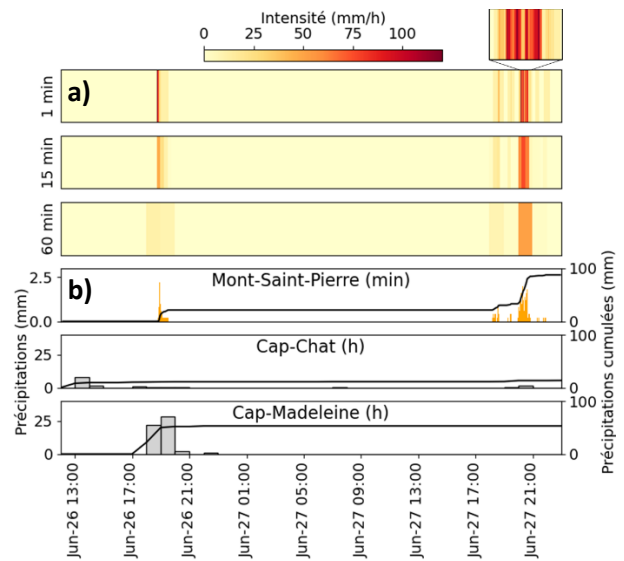 Intensité (mm/h)
0 25 50 75 100
a)
1 min
15 min
60 min
b)
Mont-Saint-Pierre (min)
2.5
0.0
100
0
Cap-Chat (h)
25
0
100
0
Cap-Madeleine (h)
25
0
100
0
Précipitations (mm)
Précipitations cumulées (mm)
Jun-26 13:00
Jun-26 17:00
Jun-26 21:00
Jun-27 01:00
Jun-27 05:00
Jun-27 09:00
Jun-27 13:00
Jun-27 17:00
Jun-27 21:00